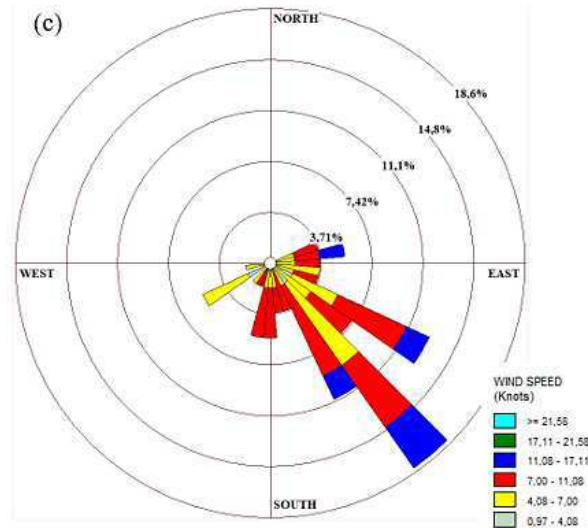 (c)
NORTH
18,6%
14,8%
11,1%
7,42%
3,71%
WEST
EAST
SOUTH
WIND SPEED
(Knots)
>= 21,58
17,11 - 21,58
11,08 - 17,11
7,00 - 11,08
4,08 - 7,00
0,97 - 4,08